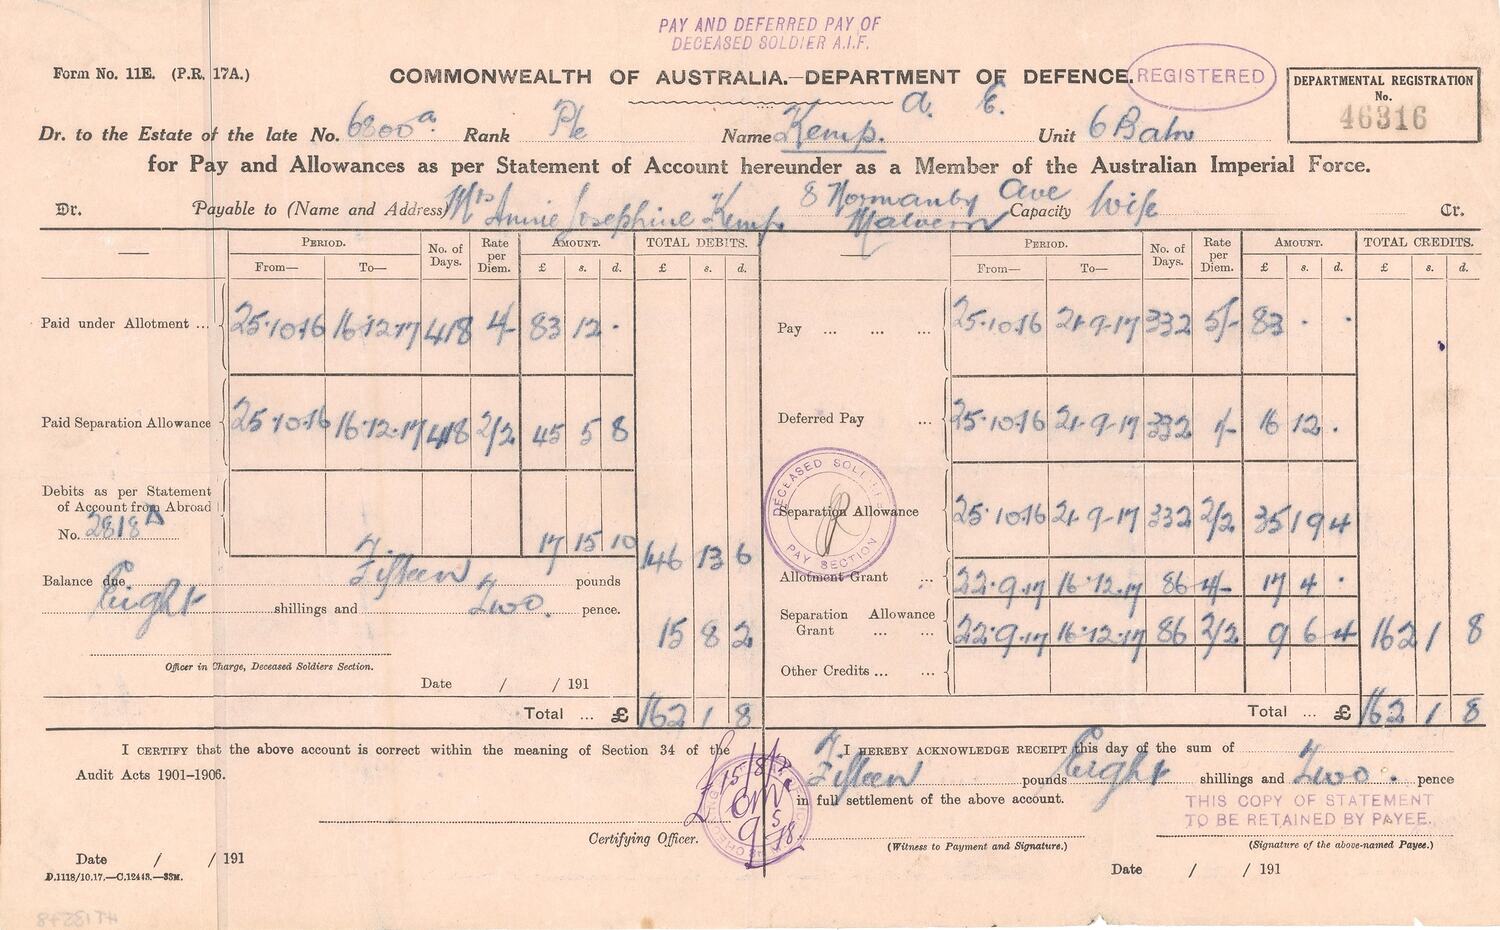 PAY AND DEFERRED PAY OF
DECEASED SOLDIER A.I.F.
Form No. 11E. (P.R. 17A.)
COMMONWEALTH OF AUSTRALIA.—DEPARTMENT OF DEFENCE.
REGISTERED
DEPARTMENTAL REGISTRATION
No.
46316
Dr. to the Estate of the late No. 6800a. Rank Pte Name Kemp. A. E. Unit 6 Batn
for Pay and Allowances as per Statement of Account hereunder as a Member of the Australian Imperial Force.
Dr. Payable to (Name and Address) Mrs Annie Josephine Kemp 8 Normanby Ave Malvern Capacity Wife Cr.
PERIOD. No. of Days. Rate per Diem. AMOUNT. TOTAL DEBITS. PERIOD. No. of Days. Rate per Diem. AMOUNT. TOTAL CREDITS.
From— To— £ s. d. £ s. d. From— To— £ s. d. £ s. d.
Paid under Allotment ... 25.10.16 16.12.17 418 4/- 83 12 . Pay ... ... ... 25.10.16 21-9-17 332 5/- 83 . .
Paid Separation Allowance 25.10.16 16.12.17 418 2/2 45 5 8 Deferred Pay ... 25.10.16 21-9-17 332 1/- 16 12 .
DECEASED SOLDIERS
PAY SECTION
Debits as per Statement
of Account from Abroad
No. 2818A 17 15 10 146 13 6
Separation Allowance 25.10.16 21-9-17 332 2/2 35 19 4
Balance due Fifteen pounds
Eight shillings and Two pence. 15 8 2
Allotment Grant ... 22.9.17 16.12.17 86 4/- 17 4 .
Separation Allowance
Grant ... ... 22.9.17 16.12.17 86 2/2 9 6 4 162 1 8
Officer in Charge, Deceased Soldiers Section.
Other Credits ... ...
Date / / 191
Total ... £ 162 1 8 Total ... £ 162 1 8
I CERTIFY that the above account is correct within the meaning of Section 34 of the
Audit Acts 1901-1906.
£15/8/2
9 5 18
Certifying Officer.
Date / / 191
D.1118/10.17.—C.12443.—33M.
I HEREBY ACKNOWLEDGE RECEIPT this day of the sum of
Fifteen pounds Eight shillings and Two. pence
in full settlement of the above account.
THIS COPY OF STATEMENT
TO BE RETAINED BY PAYEE.
(Witness to Payment and Signature.) (Signature of the above-named Payee.)
Date / / 191